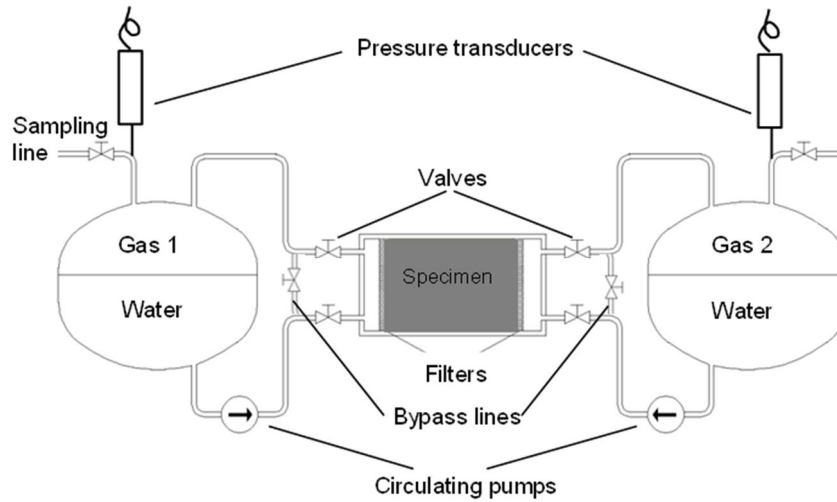 Pressure transducers
Sampling
line
Valves
Gas 1
Gas 2
Specimen
Water
Water
Filters
Bypass lines
Circulating pumps